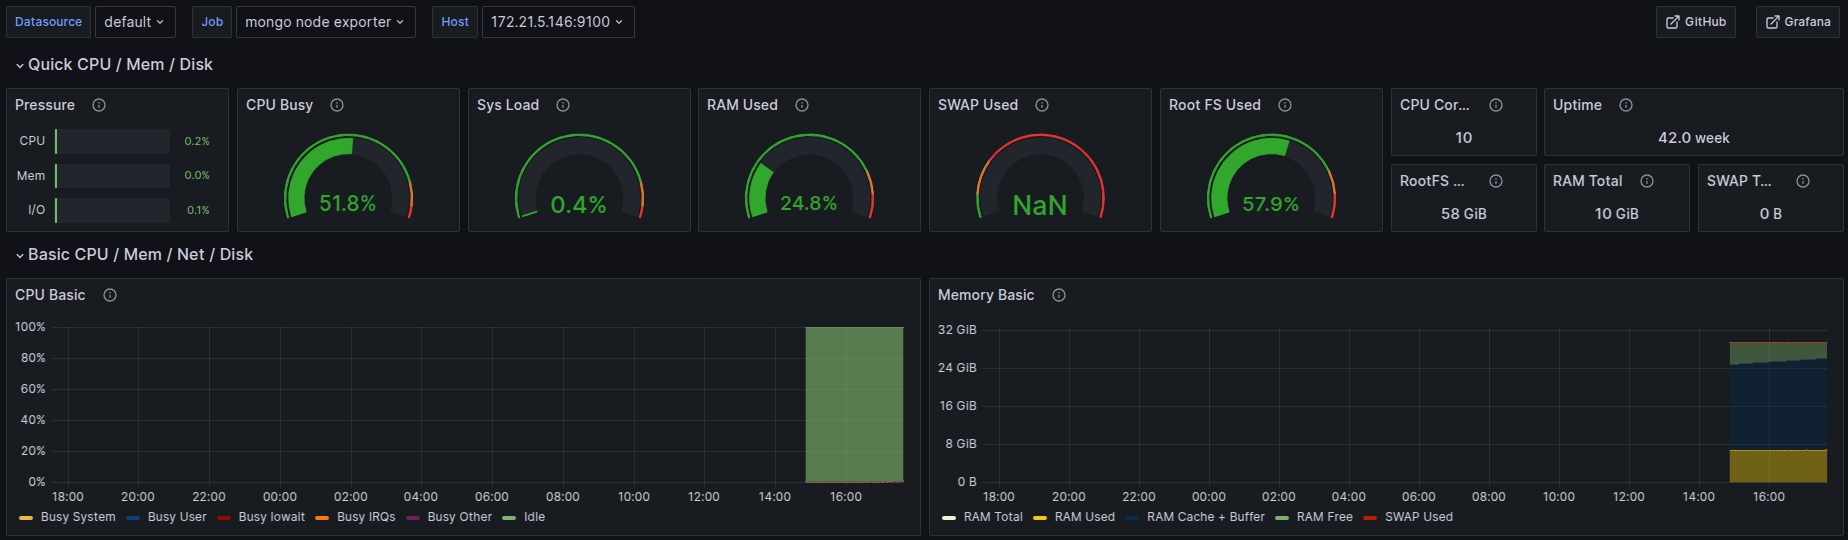 Datasource default Job mongo node exporter Host 172.21.5.146:9100 GitHub Grafana
Quick CPU / Mem / Disk
Pressure CPU Busy Sys Load RAM Used SWAP Used Root FS Used CPU Cor... Uptime
CPU 0.2%
Mem 0.0%
I/O 0.1%
51.8%
0.4%
24.8%
NaN
57.9%
10
42.0 week
RootFS ... RAM Total SWAP T...
58 GiB 10 GiB 0 B
Basic CPU / Mem / Net / Disk
CPU Basic
100%
80%
60%
40%
20%
0%
18:00 20:00 22:00 00:00 02:00 04:00 06:00 08:00 10:00 12:00 14:00 16:00
Busy System Busy User Busy Iowait Busy IRQs Busy Other Idle
Memory Basic
32 GiB
24 GiB
16 GiB
8 GiB
0 B
18:00 20:00 22:00 00:00 02:00 04:00 06:00 08:00 10:00 12:00 14:00 16:00
RAM Total RAM Used RAM Cache + Buffer RAM Free SWAP Used